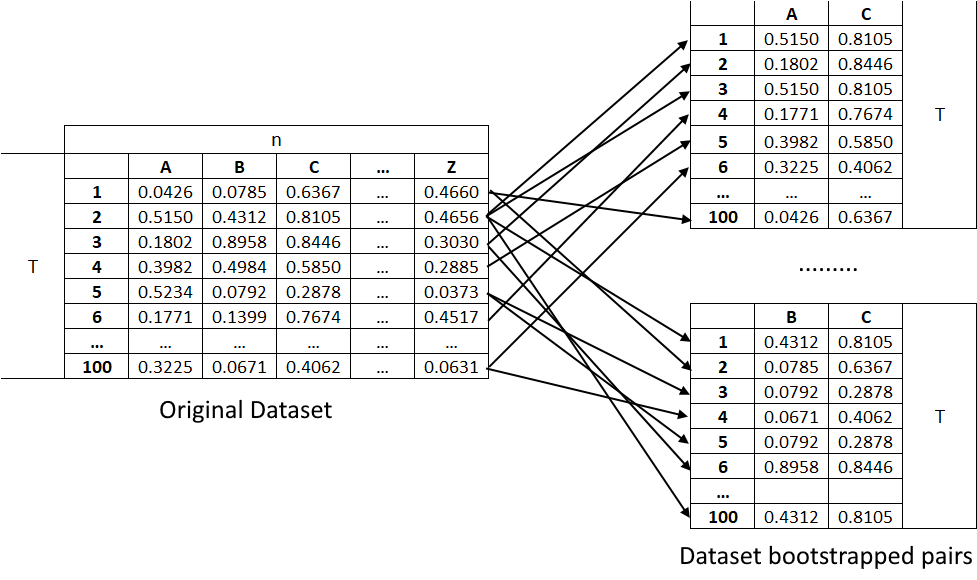 n
A B C ... Z
1 0.0426 0.0785 0.6367 ... 0.4660
2 0.5150 0.4312 0.8105 ... 0.4656
3 0.1802 0.8958 0.8446 ... 0.3030
T 4 0.3982 0.4984 0.5850 ... 0.2885
5 0.5234 0.0792 0.2878 ... 0.0373
6 0.1771 0.1399 0.7674 ... 0.4517
... ... ... ... ... ...
100 0.3225 0.0671 0.4062 ... 0.0631
Original Dataset
A C
1 0.5150 0.8105
2 0.1802 0.8446
3 0.5150 0.8105
4 0.1771 0.7674 T
5 0.3982 0.5850
6 0.3225 0.4062
... ... ...
100 0.0426 0.6367
.........
B C
1 0.4312 0.8105
2 0.0785 0.6367
3 0.0792 0.2878
4 0.0671 0.4062 T
5 0.0792 0.2878
6 0.8958 0.8446
...
100 0.4312 0.8105
Dataset bootstrapped pairs